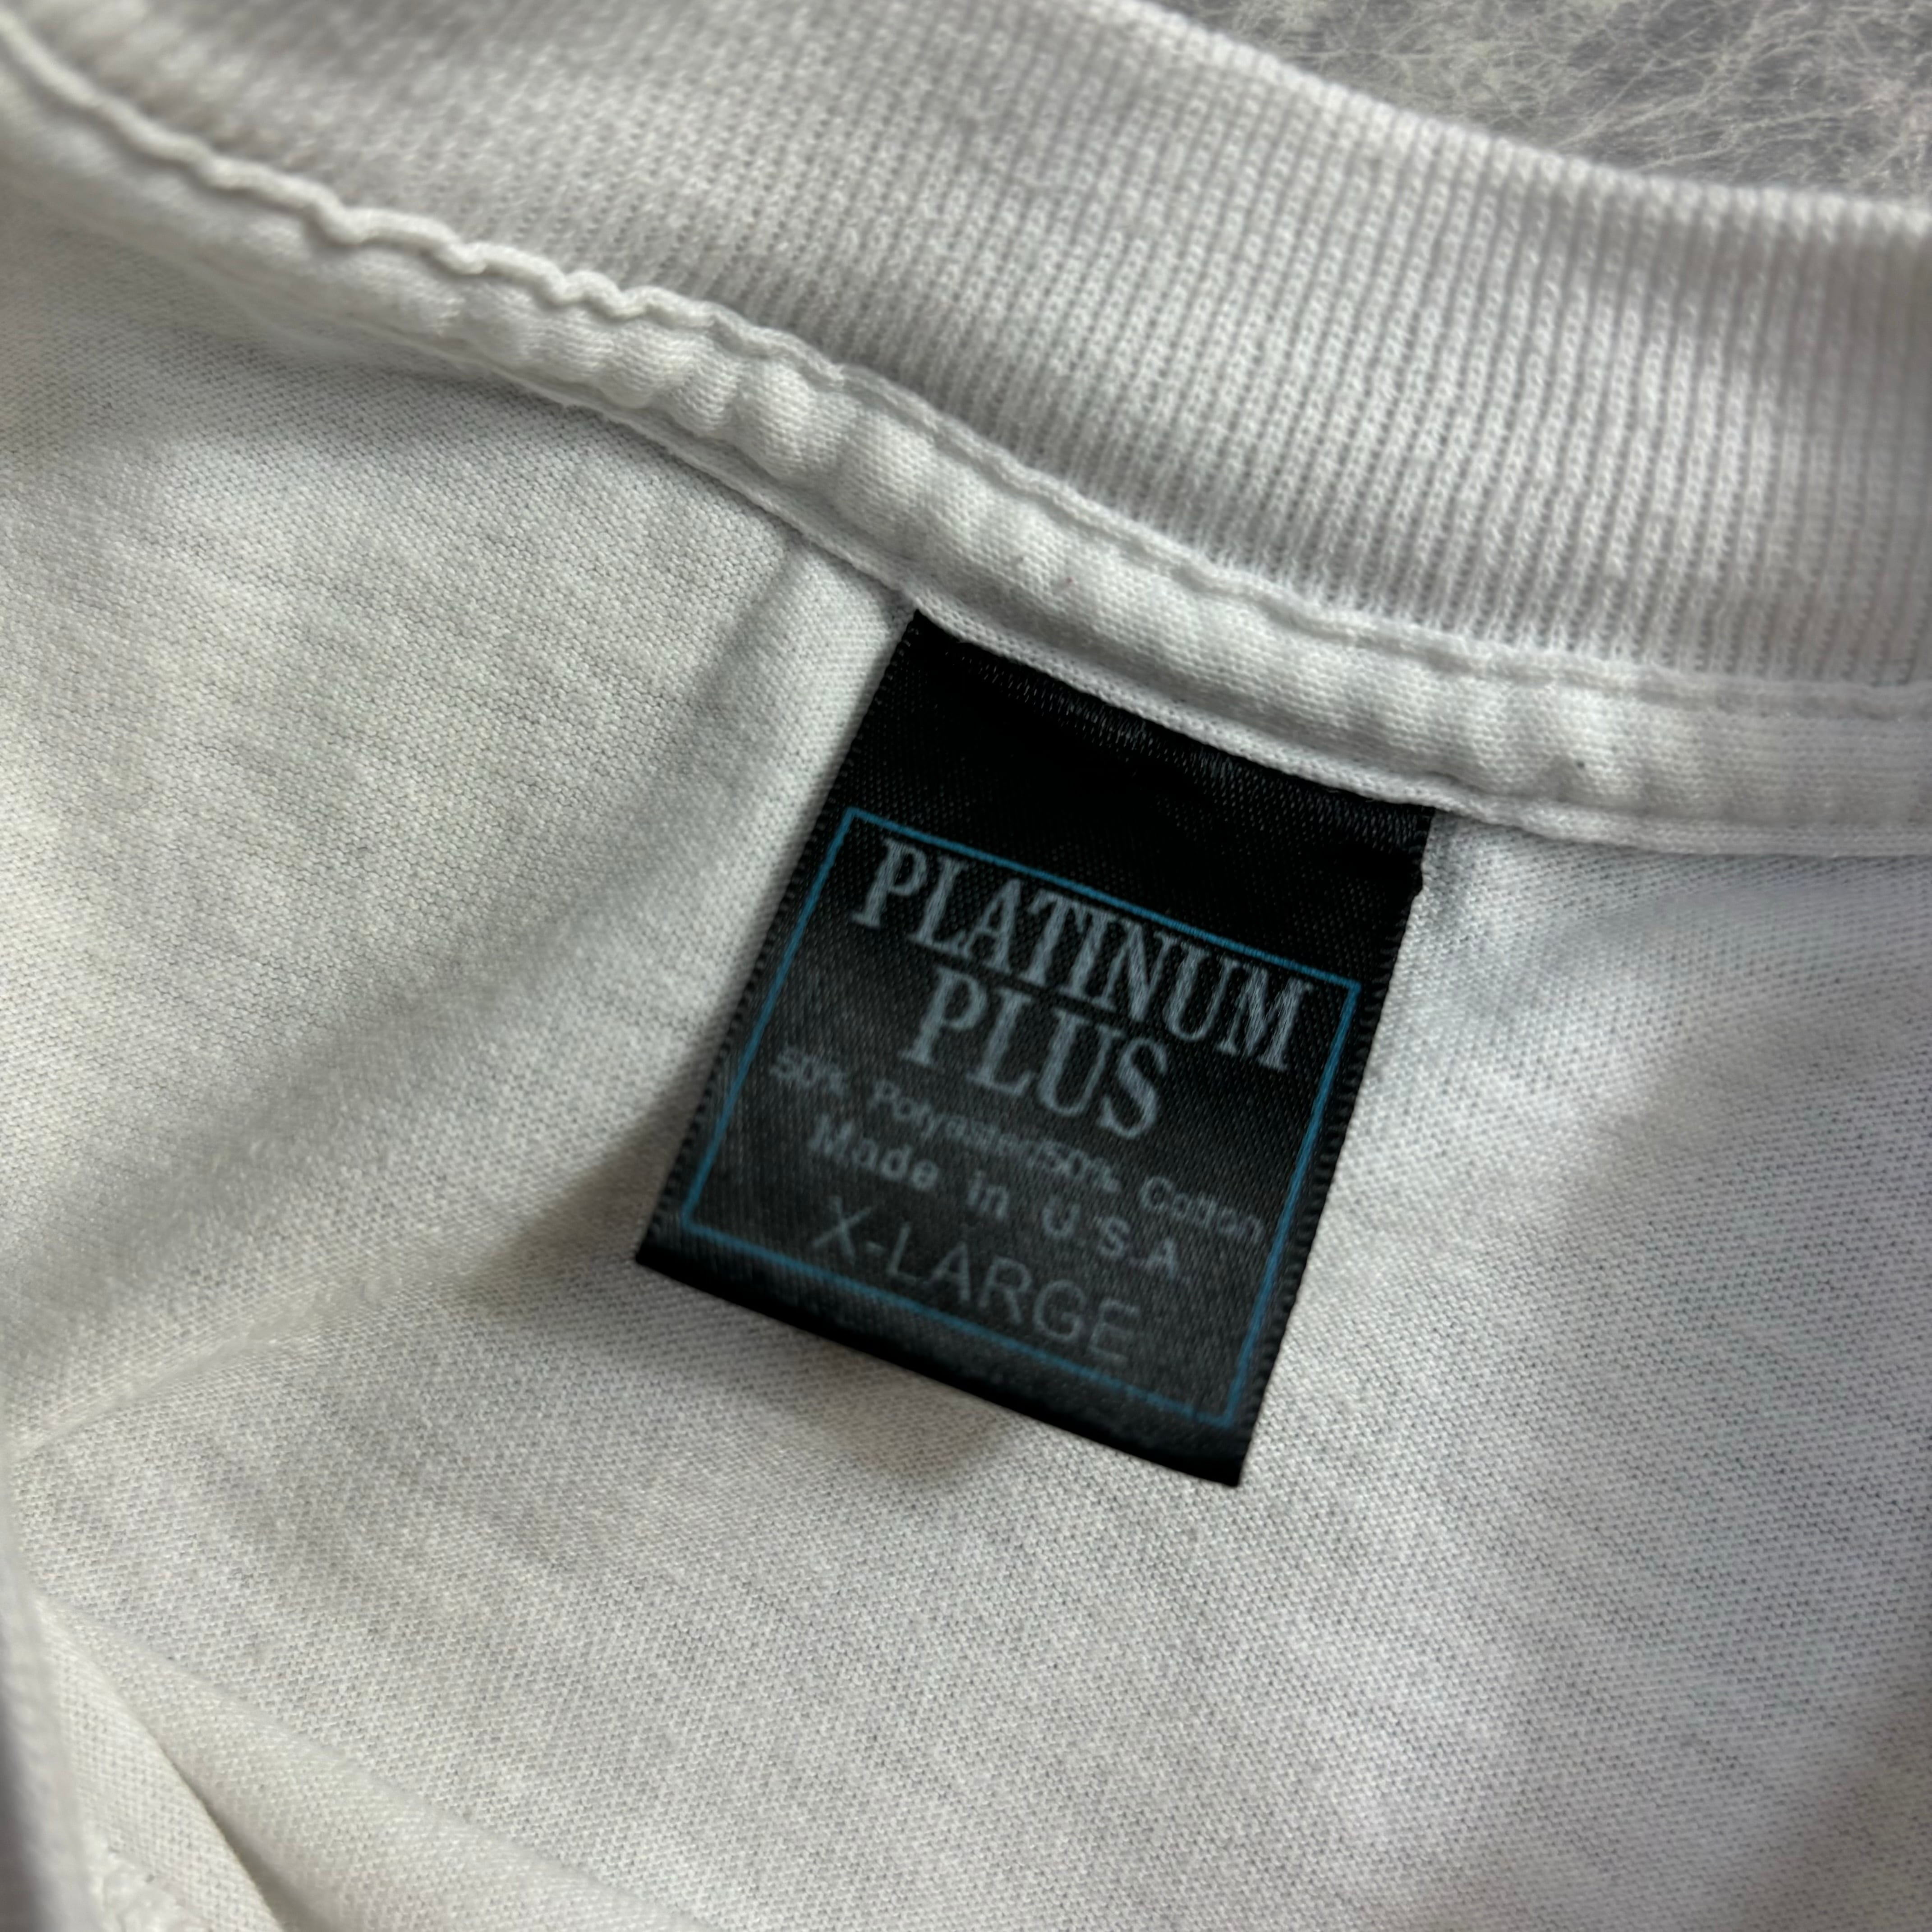 PLATINUM
PLUS
50% Polyester/50% Cotton
Made in U.S.A.
X-LARGE